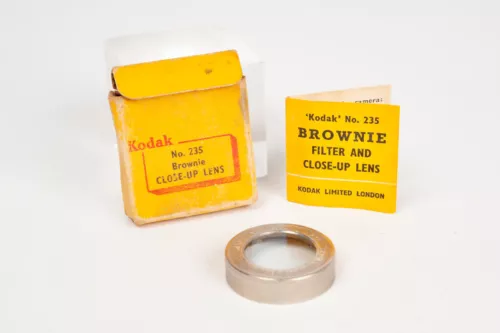 Kodak
No. 235
Brownie
CLOSE-UP LENS
camera:
'Kodak' No. 235
BROWNIE
FILTER AND
CLOSE-UP LENS
KODAK LIMITED LONDON